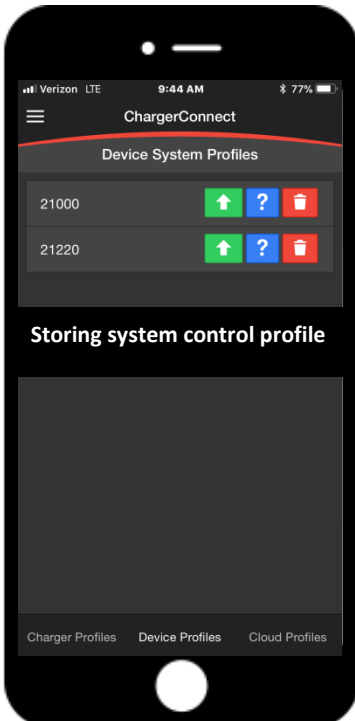 Verizon LTE 9:44 AM 77%
ChargerConnect
Device System Profiles
21000 ?
21220 ?
Storing system control profile
Charger Profiles Device Profiles Cloud Profiles